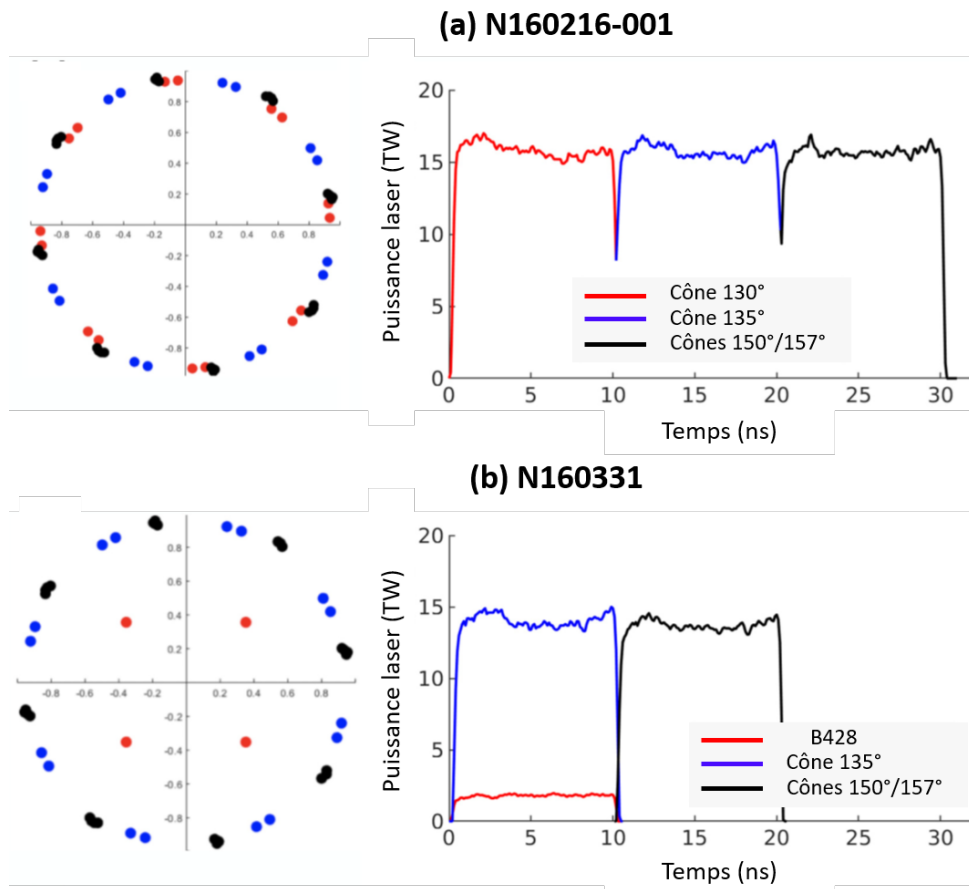 (a) N160216-001
Puissance laser (TW)
20
15
10
5
0
0 5 10 15 20 25 30
Temps (ns)
Cône 130°
Cône 135°
Cônes 150°/157°
0.8
0.6
0.4
0.2
-0.8 -0.6 -0.4 -0.2 0.2 0.4 0.6 0.8
-0.2
-0.4
-0.6
-0.8
(b) N160331
Puissance laser (TW)
20
15
10
5
0
0 5 10 15 20 25 30
Temps (ns)
B428
Cône 135°
Cônes 150°/157°
0.8
0.6
0.4
0.2
-0.8 -0.6 -0.4 -0.2 0.2 0.4 0.6 0.8
-0.2
-0.4
-0.6
-0.8